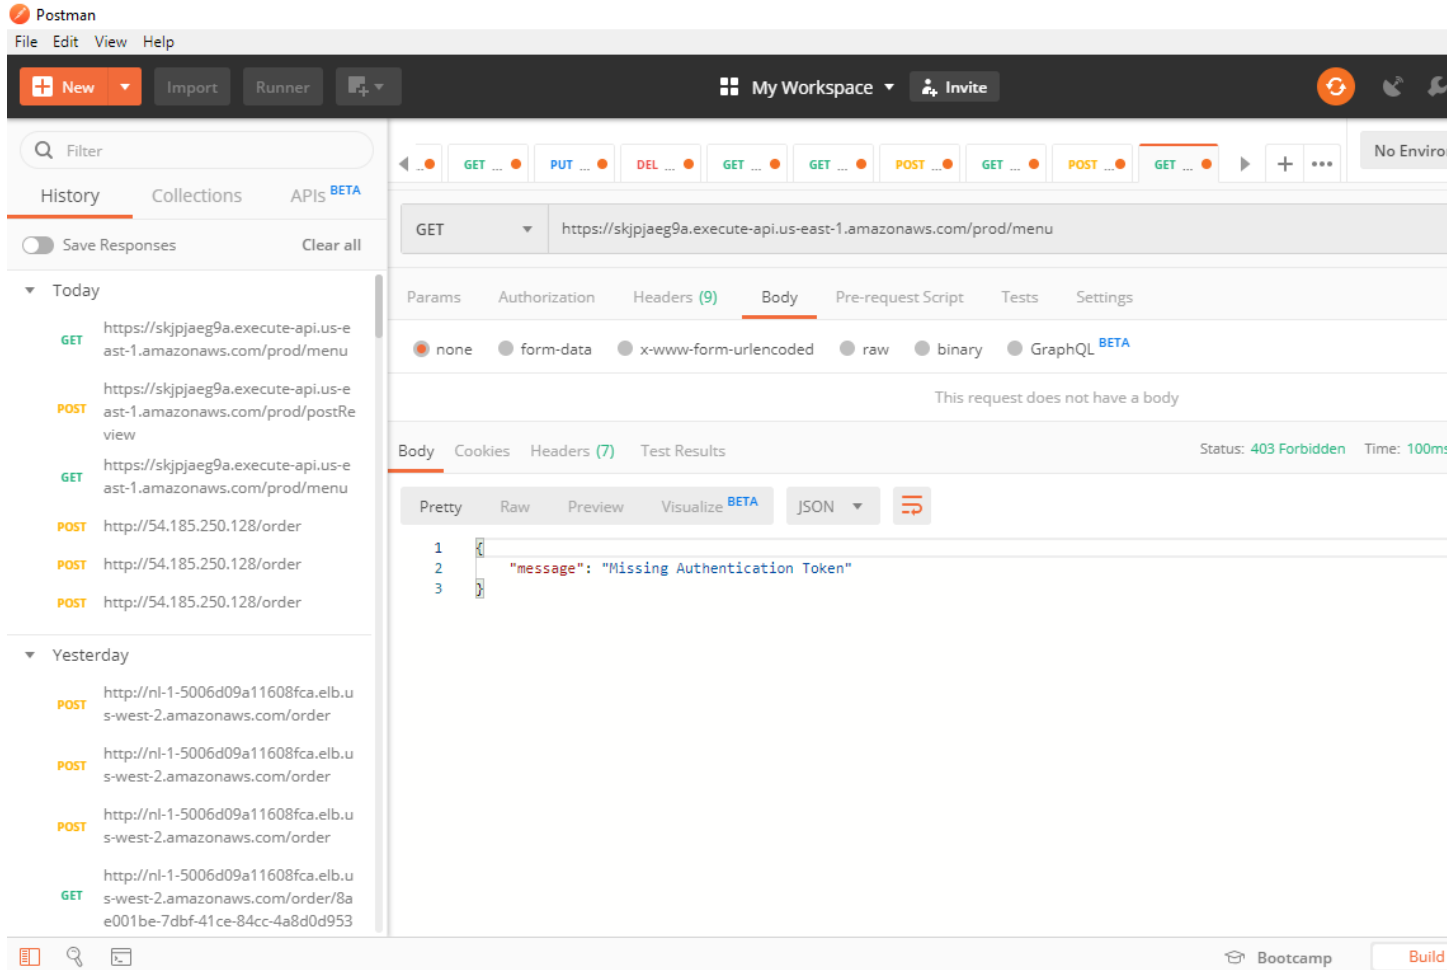 Postman
File Edit View Help
New Import Runner My Workspace Invite
Filter
History Collections APIs BETA
Save Responses Clear all
Today
GET https://skjpjaeg9a.execute-api.us-e
ast-1.amazonaws.com/prod/menu
POST https://skjpjaeg9a.execute-api.us-e
ast-1.amazonaws.com/prod/postRe
view
GET https://skjpjaeg9a.execute-api.us-e
ast-1.amazonaws.com/prod/menu
POST http://54.185.250.128/order
POST http://54.185.250.128/order
POST http://54.185.250.128/order
Yesterday
POST http://nl-1-5006d09a11608fca.elb.u
s-west-2.amazonaws.com/order
POST http://nl-1-5006d09a11608fca.elb.u
s-west-2.amazonaws.com/order
POST http://nl-1-5006d09a11608fca.elb.u
s-west-2.amazonaws.com/order
GET http://nl-1-5006d09a11608fca.elb.u
s-west-2.amazonaws.com/order/8a
e001be-7dbf-41ce-84cc-4a8d0d953
... GET ... PUT ... DEL ... GET ... GET ... POST ... GET ... POST ... GET ... + ••• No Enviro
GET https://skjpjaeg9a.execute-api.us-east-1.amazonaws.com/prod/menu
Params Authorization Headers (9) Body Pre-request Script Tests Settings
none form-data x-www-form-urlencoded raw binary GraphQL BETA
This request does not have a body
Body Cookies Headers (7) Test Results Status: 403 Forbidden Time: 100ms
Pretty Raw Preview Visualize BETA JSON
1 {
2 "message": "Missing Authentication Token"
3 }
Bootcamp Build